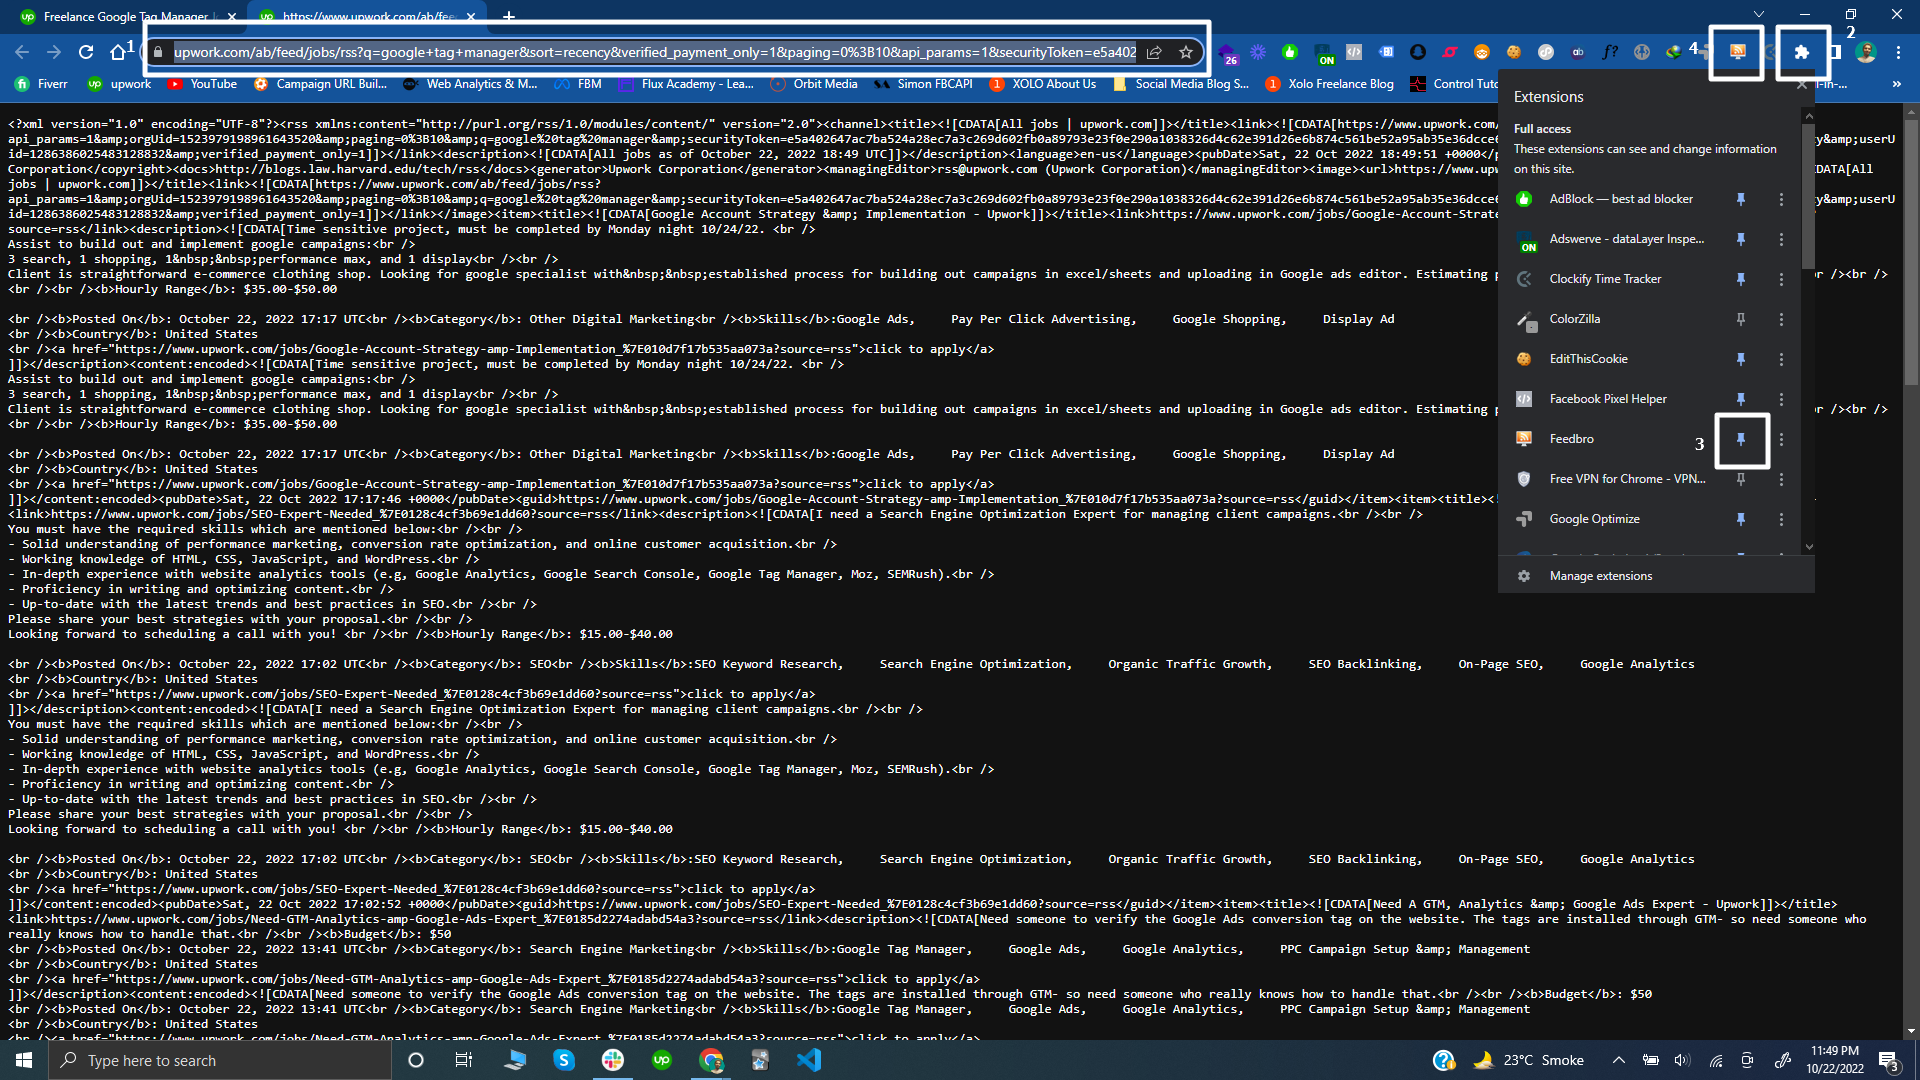 Freelance Google Tag Manager
https://www.upwork.com/ab/fee
1
upwork.com/ab/feed/jobs/rss?q=google+tag+manager&sort=recency&verified_payment_only=1&paging=0%3B10&api_params=1&securityToken=e5a402
26
ON
4
2
Fiverr
upwork
YouTube
Campaign URL Buil...
Web Analytics & M...
FBM
Flux Academy - Lea...
Orbit Media
Simon FBCAPI
XOLO About Us
Social Media Blog S...
Xolo Freelance Blog
Control Tutor
<?xml version="1.0" encoding="UTF-8"?><rss xmlns:content="http://purl.org/rss/1.0/modules/content/" version="2.0"><channel><title><![CDATA[All jobs | upwork.com]]></title><link><![CDATA[https://www.upwork.com/
api_params=1&amp;orgUid=1523979198961643520&amp;paging=0%3B10&amp;q=google%20tag%20manager&amp;securityToken=e5a402647ac7ba524a28ec7a3c269d602fb0a89793e23f0e290a1038326d4c62e391d26e6b874c561be52a95ab35e36dcce6
y&amp;userU
id=1286386025483128832&amp;verified_payment_only=1]]></link><description><![CDATA[All jobs as of October 22, 2022 18:49 UTC]]></description><language>en-us</language><pubDate>Sat, 22 Oct 2022 18:49:51 +0000</p
Corporation</copyright><docs>http://blogs.law.harvard.edu/tech/rss</docs><generator>Upwork Corporation</generator><managingEditor>rss@upwork.com (Upwork Corporation)</managingEditor><image><url>https://www.upw
DATA[All
jobs | upwork.com]]></title><link><![CDATA[https://www.upwork.com/ab/feed/jobs/rss?
api_params=1&amp;orgUid=1523979198961643520&amp;paging=0%3B10&amp;q=google%20tag%20manager&amp;securityToken=e5a402647ac7ba524a28ec7a3c269d602fb0a89793e23f0e290a1038326d4c62e391d26e6b874c561be52a95ab35e36dcce6
y&amp;userU
id=1286386025483128832&amp;verified_payment_only=1]]></link></image><item><title><![CDATA[Google Account Strategy &amp; Implementation - Upwork]]></title><link>https://www.upwork.com/jobs/Google-Account-Strate
source=rss</link><description><![CDATA[Time sensitive project, must be completed by Monday night 10/24/22. <br />
Assist to build out and implement google campaigns:<br />
3 search, 1 shopping, 1&nbsp;&nbsp;performance max, and 1 display<br /><br />
Client is straightforward e-commerce clothing shop. Looking for google specialist with&nbsp;&nbsp;established process for building out campaigns in excel/sheets and uploading in Google ads editor. Estimating p
r /><br />
<br /><br /><b>Hourly Range</b>: $35.00-$50.00
<br /><b>Posted On</b>: October 22, 2022 17:17 UTC<br /><b>Category</b>: Other Digital Marketing<br /><b>Skills</b>:Google Ads, Pay Per Click Advertising, Google Shopping, Display Ad
<br /><b>Country</b>: United States
<br /><a href="https://www.upwork.com/jobs/Google-Account-Strategy-amp-Implementation_%7E010d7f17b535aa073a?source=rss">click to apply</a>
]]></description><content:encoded><![CDATA[Time sensitive project, must be completed by Monday night 10/24/22. <br />
Assist to build out and implement google campaigns:<br />
3 search, 1 shopping, 1&nbsp;&nbsp;performance max, and 1 display<br /><br />
Client is straightforward e-commerce clothing shop. Looking for google specialist with&nbsp;&nbsp;established process for building out campaigns in excel/sheets and uploading in Google ads editor. Estimating p
r /><br />
<br /><br /><b>Hourly Range</b>: $35.00-$50.00
<br /><b>Posted On</b>: October 22, 2022 17:17 UTC<br /><b>Category</b>: Other Digital Marketing<br /><b>Skills</b>:Google Ads, Pay Per Click Advertising, Google Shopping, Display Ad
<br /><b>Country</b>: United States
<br /><a href="https://www.upwork.com/jobs/Google-Account-Strategy-amp-Implementation_%7E010d7f17b535aa073a?source=rss">click to apply</a>
]]></content:encoded><pubDate>Sat, 22 Oct 2022 17:17:46 +0000</pubDate><guid>https://www.upwork.com/jobs/Google-Account-Strategy-amp-Implementation_%7E010d7f17b535aa073a?source=rss</guid></item><item><title><!
<link>https://www.upwork.com/jobs/SEO-Expert-Needed_%7E0128c4cf3b69e1dd60?source=rss</link><description><![CDATA[I need a Search Engine Optimization Expert for managing client campaigns.<br /><br />
You must have the required skills which are mentioned below:<br /><br />
- Solid understanding of performance marketing, conversion rate optimization, and online customer acquisition.<br />
- Working knowledge of HTML, CSS, JavaScript, and WordPress.<br />
- In-depth experience with website analytics tools (e.g, Google Analytics, Google Search Console, Google Tag Manager, Moz, SEMRush).<br />
- Proficiency in writing and optimizing content.<br />
- Up-to-date with the latest trends and best practices in SEO.<br /><br />
Please share your best strategies with your proposal.<br /><br />
Looking forward to scheduling a call with you! <br /><br /><b>Hourly Range</b>: $15.00-$40.00
<br /><b>Posted On</b>: October 22, 2022 17:02 UTC<br /><b>Category</b>: SEO<br /><b>Skills</b>:SEO Keyword Research, Search Engine Optimization, Organic Traffic Growth, SEO Backlinking, On-Page SEO, Google Analytics
<br /><b>Country</b>: United States
<br /><a href="https://www.upwork.com/jobs/SEO-Expert-Needed_%7E0128c4cf3b69e1dd60?source=rss">click to apply</a>
]]></description><content:encoded><![CDATA[I need a Search Engine Optimization Expert for managing client campaigns.<br /><br />
You must have the required skills which are mentioned below:<br /><br />
- Solid understanding of performance marketing, conversion rate optimization, and online customer acquisition.<br />
- Working knowledge of HTML, CSS, JavaScript, and WordPress.<br />
- In-depth experience with website analytics tools (e.g, Google Analytics, Google Search Console, Google Tag Manager, Moz, SEMRush).<br />
- Proficiency in writing and optimizing content.<br />
- Up-to-date with the latest trends and best practices in SEO.<br /><br />
Please share your best strategies with your proposal.<br /><br />
Looking forward to scheduling a call with you! <br /><br /><b>Hourly Range</b>: $15.00-$40.00
<br /><b>Posted On</b>: October 22, 2022 17:02 UTC<br /><b>Category</b>: SEO<br /><b>Skills</b>:SEO Keyword Research, Search Engine Optimization, Organic Traffic Growth, SEO Backlinking, On-Page SEO, Google Analytics
<br /><b>Country</b>: United States
<br /><a href="https://www.upwork.com/jobs/SEO-Expert-Needed_%7E0128c4cf3b69e1dd60?source=rss">click to apply</a>
]]></content:encoded><pubDate>Sat, 22 Oct 2022 17:02:52 +0000</pubDate><guid>https://www.upwork.com/jobs/SEO-Expert-Needed_%7E0128c4cf3b69e1dd60?source=rss</guid></item><item><title><![CDATA[Need A GTM, Analytics &amp; Google Ads Expert - Upwork]]></title>
<link>https://www.upwork.com/jobs/Need-GTM-Analytics-amp-Google-Ads-Expert_%7E0185d2274adabd54a3?source=rss</link><description><![CDATA[Need someone to verify the Google Ads conversion tag on the website. The tags are installed through GTM- so need someone who
really knows how to handle that.<br /><br /><b>Budget</b>: $50
<br /><b>Posted On</b>: October 22, 2022 13:41 UTC<br /><b>Category</b>: Search Engine Marketing<br /><b>Skills</b>:Google Tag Manager, Google Ads, Google Analytics, PPC Campaign Setup &amp; Management
<br /><b>Country</b>: United States
<br /><a href="https://www.upwork.com/jobs/Need-GTM-Analytics-amp-Google-Ads-Expert_%7E0185d2274adabd54a3?source=rss">click to apply</a>
]]></description><content:encoded><![CDATA[Need someone to verify the Google Ads conversion tag on the website. The tags are installed through GTM- so need someone who really knows how to handle that.<br /><br /><b>Budget</b>: $50
<br /><b>Posted On</b>: October 22, 2022 13:41 UTC<br /><b>Category</b>: Search Engine Marketing<br /><b>Skills</b>:Google Tag Manager, Google Ads, Google Analytics, PPC Campaign Setup &amp; Management
<br /><b>Country</b>: United States
<br /><a href="https://www.upwork.com/jobs/Need-GTM-Analytics-amp-Google-Ads-Expert_%7E0185d2274adabd54a3?source=rss">click to apply</a>
Extensions
Full access
These extensions can see and change information
on this site.
AdBlock — best ad blocker
Adswerve - dataLayer Inspe...
ON
Clockify Time Tracker
ColorZilla
EditThisCookie
Facebook Pixel Helper
Feedbro
3
Free VPN for Chrome - VPN...
Google Optimize
Manage extensions
Type here to search
23°C Smoke
11:49 PM
10/22/2022
3